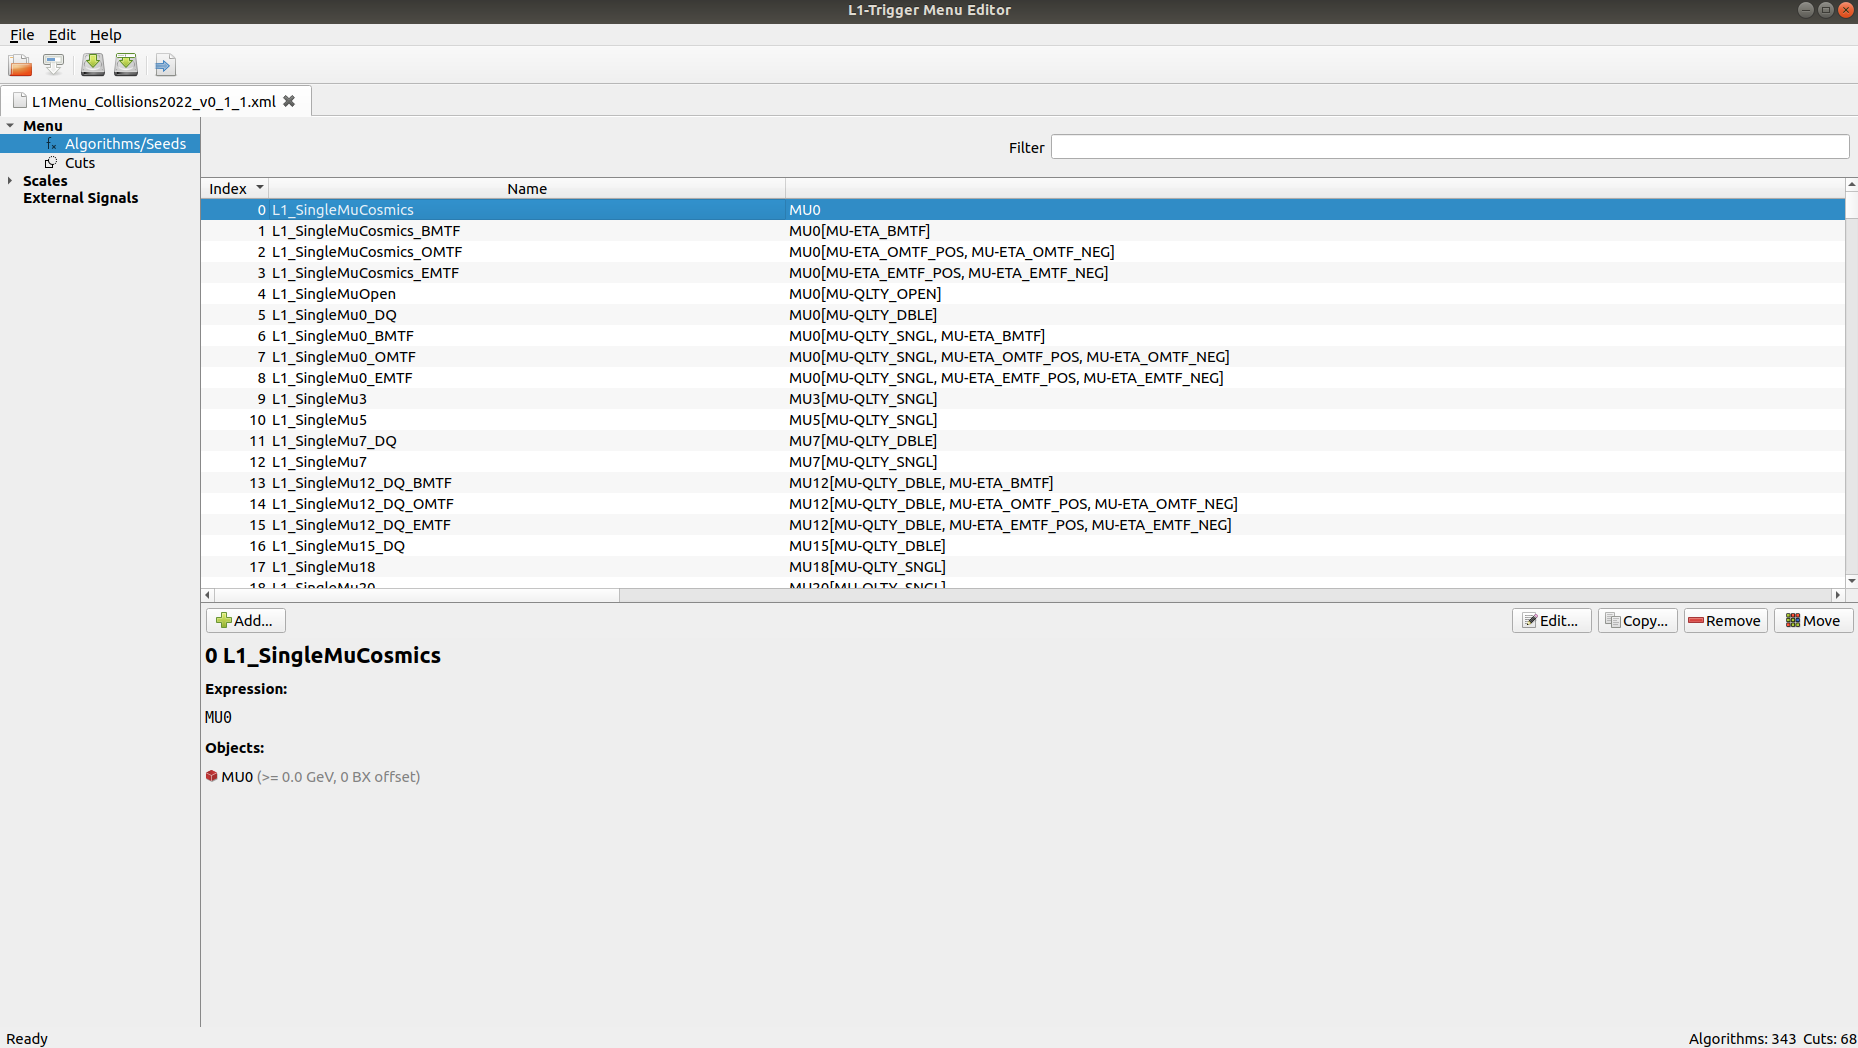 L1-Trigger Menu Editor
File Edit Help
L1Menu_Collisions2022_v0_1_1.xml
Menu
Algorithms/Seeds
Cuts
Scales
External Signals
Filter
Index Name
0 L1_SingleMuCosmics MU0
1 L1_SingleMuCosmics_BMTF MU0[MU-ETA_BMTF]
2 L1_SingleMuCosmics_OMTF MU0[MU-ETA_OMTF_POS, MU-ETA_OMTF_NEG]
3 L1_SingleMuCosmics_EMTF MU0[MU-ETA_EMTF_POS, MU-ETA_EMTF_NEG]
4 L1_SingleMuOpen MU0[MU-QLTY_OPEN]
5 L1_SingleMu0_DQ MU0[MU-QLTY_DBLE]
6 L1_SingleMu0_BMTF MU0[MU-QLTY_SNGL, MU-ETA_BMTF]
7 L1_SingleMu0_OMTF MU0[MU-QLTY_SNGL, MU-ETA_OMTF_POS, MU-ETA_OMTF_NEG]
8 L1_SingleMu0_EMTF MU0[MU-QLTY_SNGL, MU-ETA_EMTF_POS, MU-ETA_EMTF_NEG]
9 L1_SingleMu3 MU3[MU-QLTY_SNGL]
10 L1_SingleMu5 MU5[MU-QLTY_SNGL]
11 L1_SingleMu7_DQ MU7[MU-QLTY_DBLE]
12 L1_SingleMu7 MU7[MU-QLTY_SNGL]
13 L1_SingleMu12_DQ_BMTF MU12[MU-QLTY_DBLE, MU-ETA_BMTF]
14 L1_SingleMu12_DQ_OMTF MU12[MU-QLTY_DBLE, MU-ETA_OMTF_POS, MU-ETA_OMTF_NEG]
15 L1_SingleMu12_DQ_EMTF MU12[MU-QLTY_DBLE, MU-ETA_EMTF_POS, MU-ETA_EMTF_NEG]
16 L1_SingleMu15_DQ MU15[MU-QLTY_DBLE]
17 L1_SingleMu18 MU18[MU-QLTY_SNGL]
18 L1_SingleMu20 MU20[MU-QLTY_SNGL]
Add... Edit... Copy... Remove Move
0 L1_SingleMuCosmics
Expression:
MU0
Objects:
MU0 (>= 0.0 GeV, 0 BX offset)
Ready Algorithms: 343 Cuts: 68